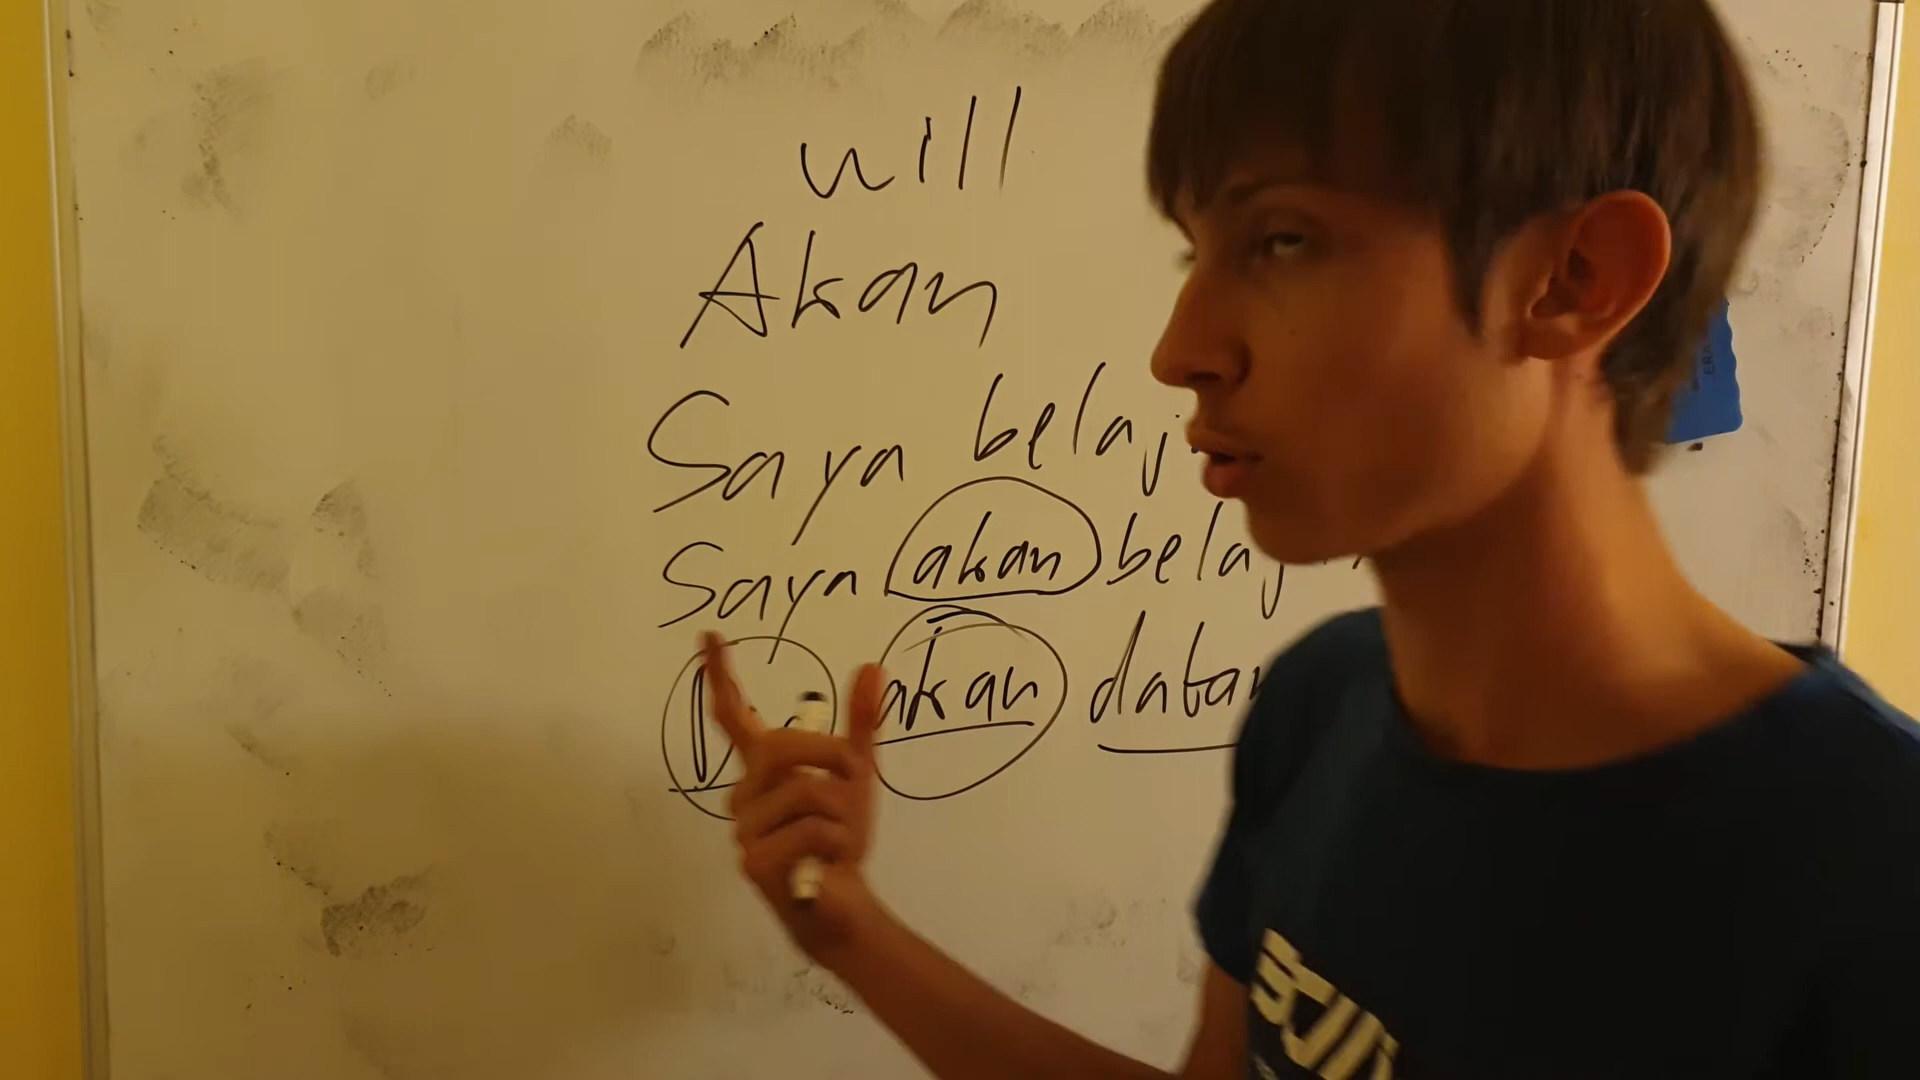 will
Akan
Saya belaj
Saya akan belaj
akan datan